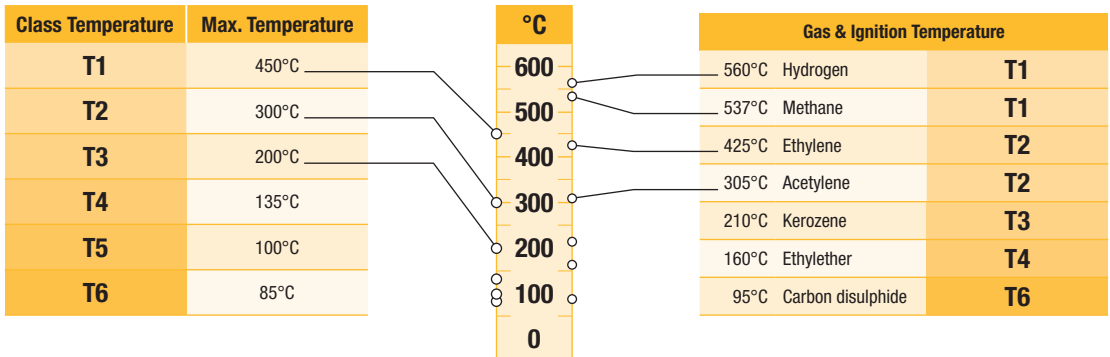 Class Temperature Max. Temperature
T1 450°C
T2 300°C
T3 200°C
T4 135°C
T5 100°C
T6 85°C
°C
600
500
400
300
200
100
0
Gas & Ignition Temperature
560°C Hydrogen T1
537°C Methane T1
425°C Ethylene T2
305°C Acetylene T2
210°C Kerozene T3
160°C Ethylether T4
95°C Carbon disulphide T6